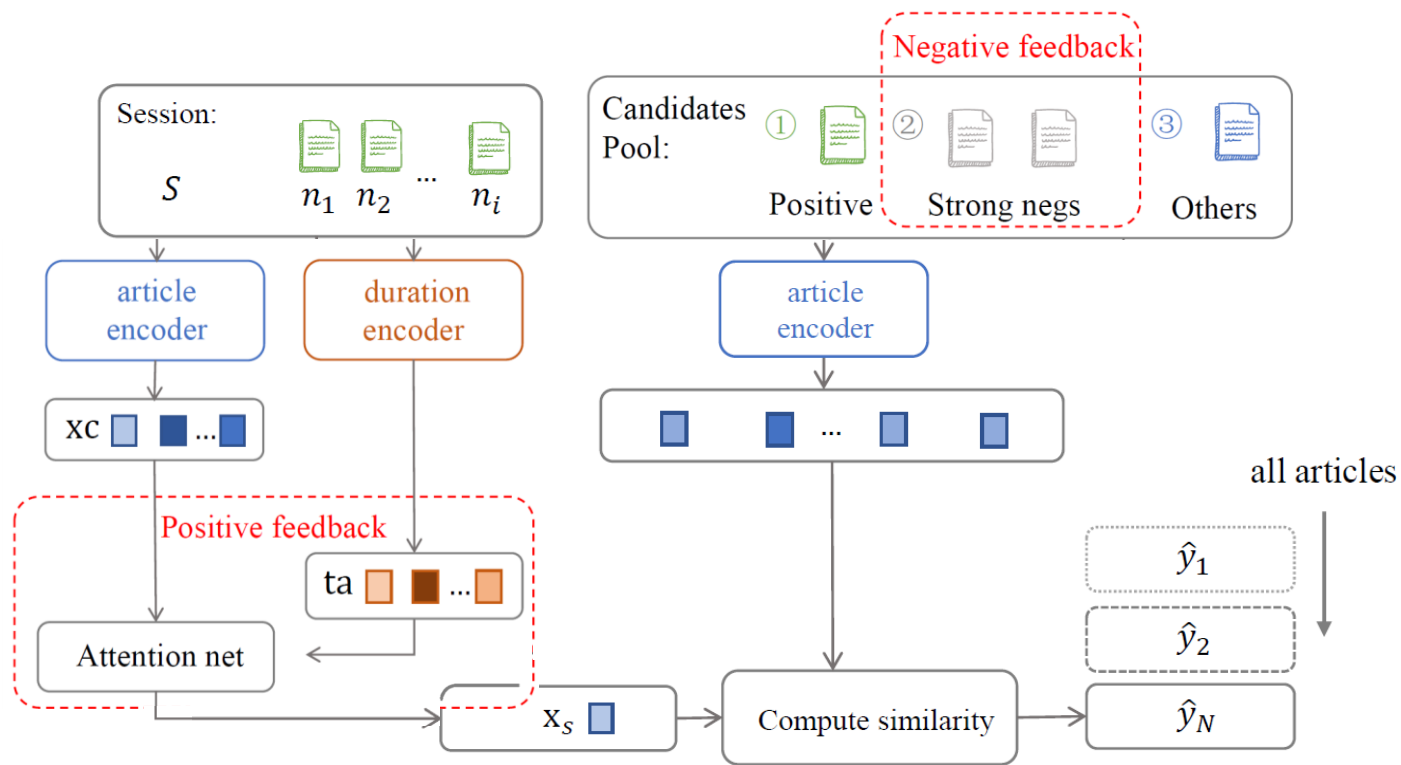 Negative feedback
Session:
S
n₁ n₂ ... nᵢ
Candidates
Pool:
① ② ③
Positive Strong negs Others
article
encoder
duration
encoder
article
encoder
xc ...
...
all articles
Positive feedback
ta ...
Attention net
xₛ
Compute similarity
ŷ₁
ŷ₂
ŷ_N